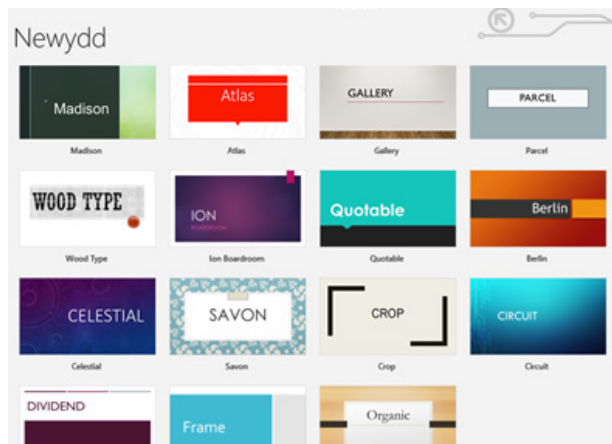 Newydd
Madison
Atlas
GALLERY
PARCEL
Madison
Atlas
Gallery
Parcel
WOOD TYPE
ION
BOARDROOM
Quotable
Berlin
Wood Type
Ion Boardroom
Quotable
Berlin
CELESTIAL
SAVON
CROP
CIRCUIT
Celestial
Savon
Crop
Circuit
DIVIDEND
Frame
Organic